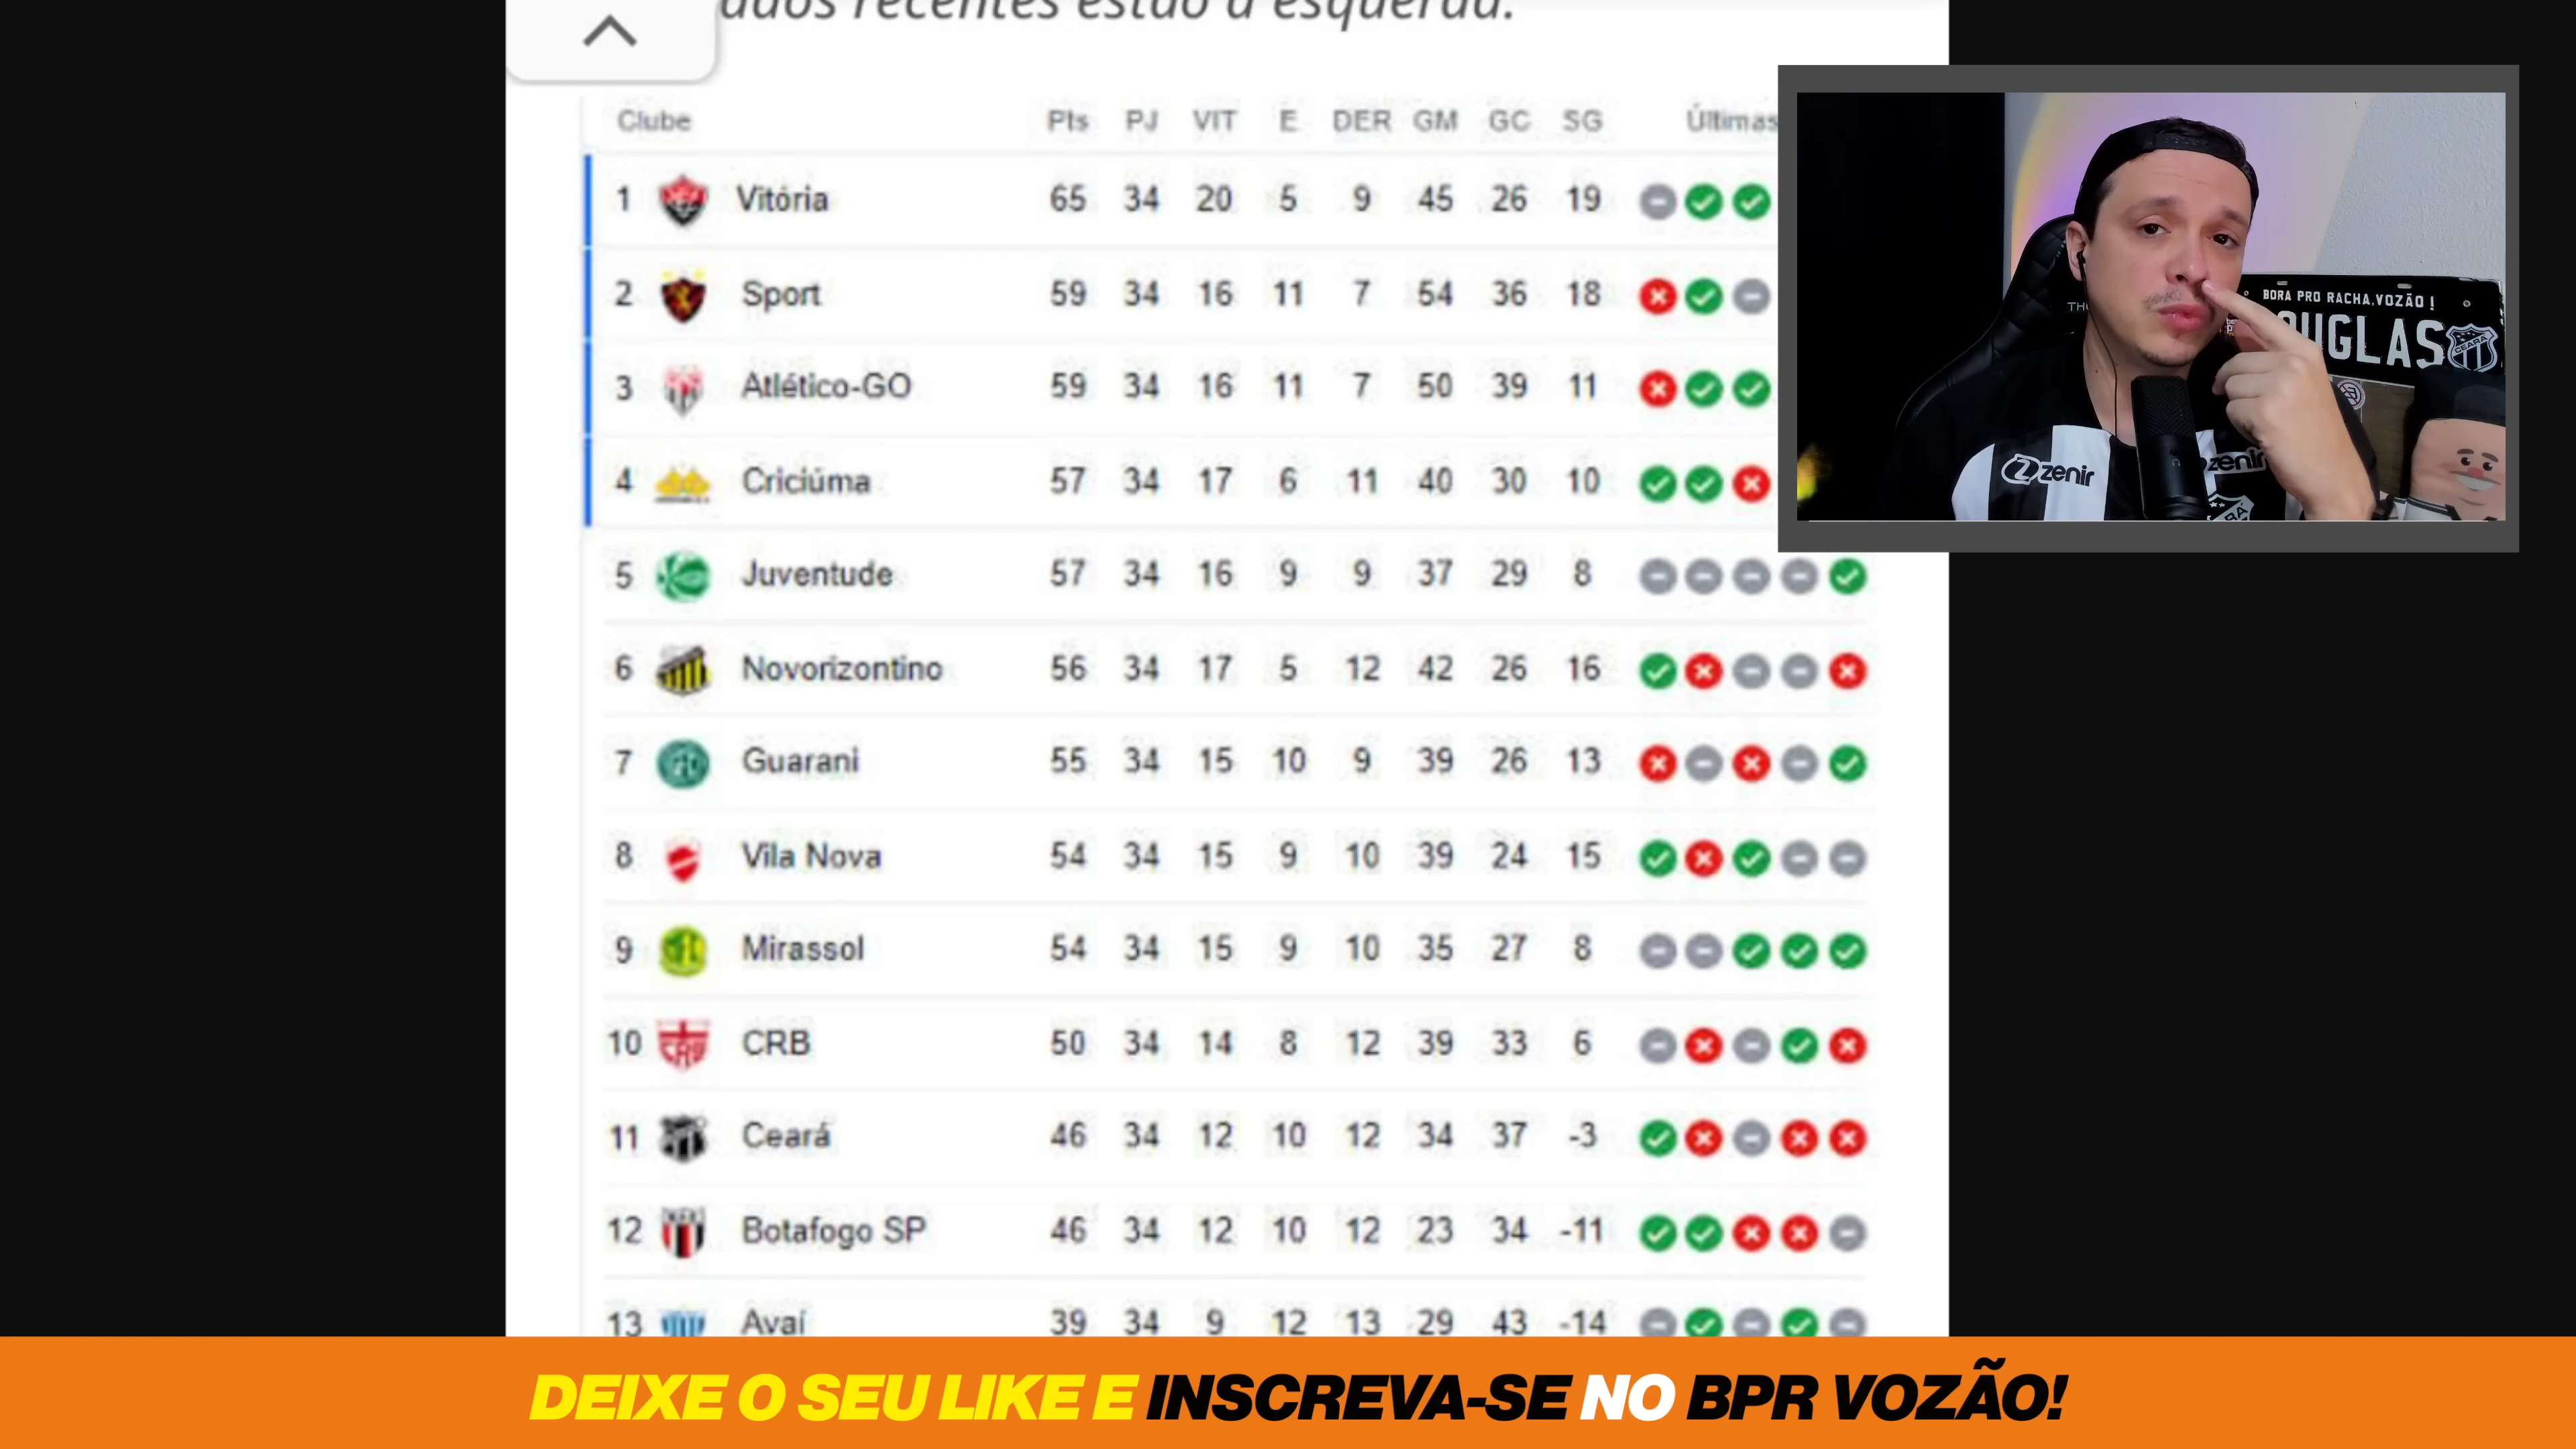 ados recentes estão à esquerda.
Clube Pts PJ VIT E DER GM GC SG Últimas
1 Vitória 65 34 20 5 9 45 26 19
2 Sport 59 34 16 11 7 54 36 18
3 Atlético-GO 59 34 16 11 7 50 39 11
4 Criciúma 57 34 17 6 11 40 30 10
5 Juventude 57 34 16 9 9 37 29 8
6 Novorizontino 56 34 17 5 12 42 26 16
7 Guarani 55 34 15 10 9 39 26 13
8 Vila Nova 54 34 15 9 10 39 24 15
9 Mirassol 54 34 15 9 10 35 27 8
10 CRB 50 34 14 8 12 39 33 6
11 Ceará 46 34 12 10 12 34 37 -3
12 Botafogo SP 46 34 12 10 12 23 34 -11
13 Avaí 39 34 9 12 13 29 43 -14
BORA PRO RACHA,VOZÃO !
OUGLAS
CEARÁ
TH
zenir
zenir
DEIXE O SEU LIKE E INSCREVA-SE NO BPR VOZÃO!